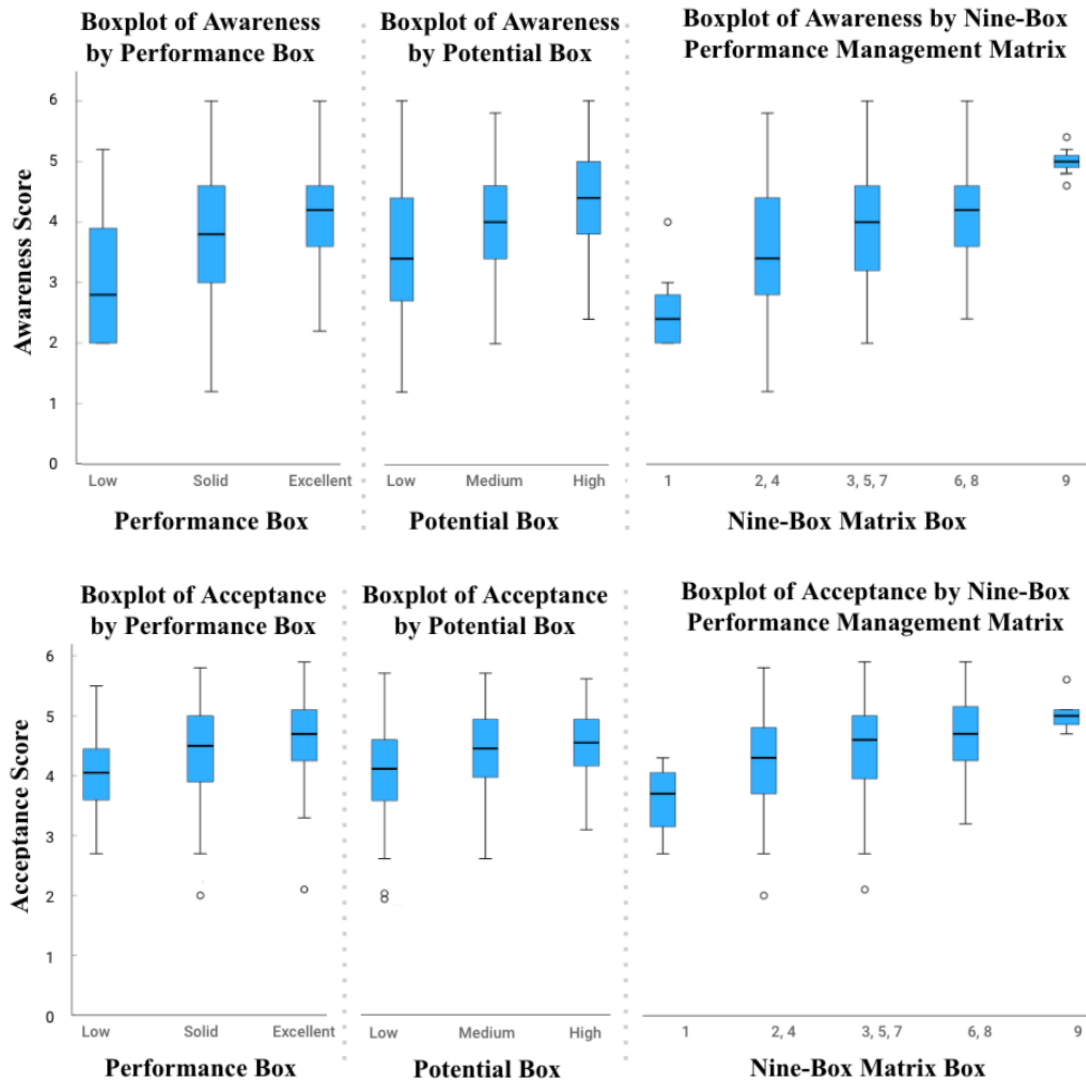 Boxplot of Awareness
by Performance Box
Boxplot of Awareness
by Potential Box
Boxplot of Awareness by Nine-Box
Performance Management Matrix
Awareness Score
6
5
4
3
2
1
0
Low
Solid
Excellent
Low
Medium
High
1
2, 4
3, 5, 7
6, 8
9
Performance Box
Potential Box
Nine-Box Matrix Box
Boxplot of Acceptance
by Performance Box
Boxplot of Acceptance
by Potential Box
Boxplot of Acceptance by Nine-Box
Performance Management Matrix
Acceptance Score
6
5
4
3
2
1
0
Low
Solid
Excellent
Low
Medium
High
1
2, 4
3, 5, 7
6, 8
9
Performance Box
Potential Box
Nine-Box Matrix Box